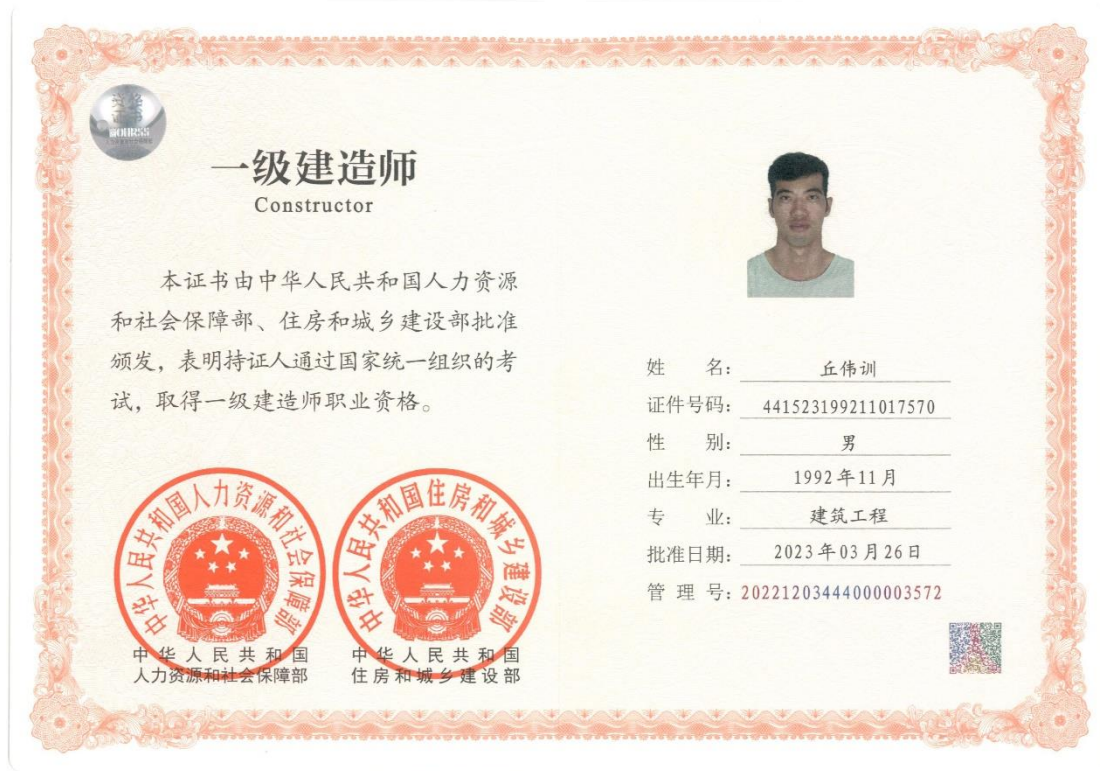 一级建造师
Constructor
本证书由中华人民共和国人力资源
和社会保障部、住房和城乡建设部批准
颁发，表明持证人通过国家统一组织的考
试，取得一级建造师职业资格。
中华人民共和国人力资源和社会保障部
中华人民共和国住房和城乡建设部
中华人民共和国
人力资源和社会保障部
中华人民共和国
住房和城乡建设部
姓 名：丘伟训
证件号码：441523199211017570
性 别：男
出生年月：1992年11月
专 业：建筑工程
批准日期：2023年03月26日
管 理 号：20221203444000003572